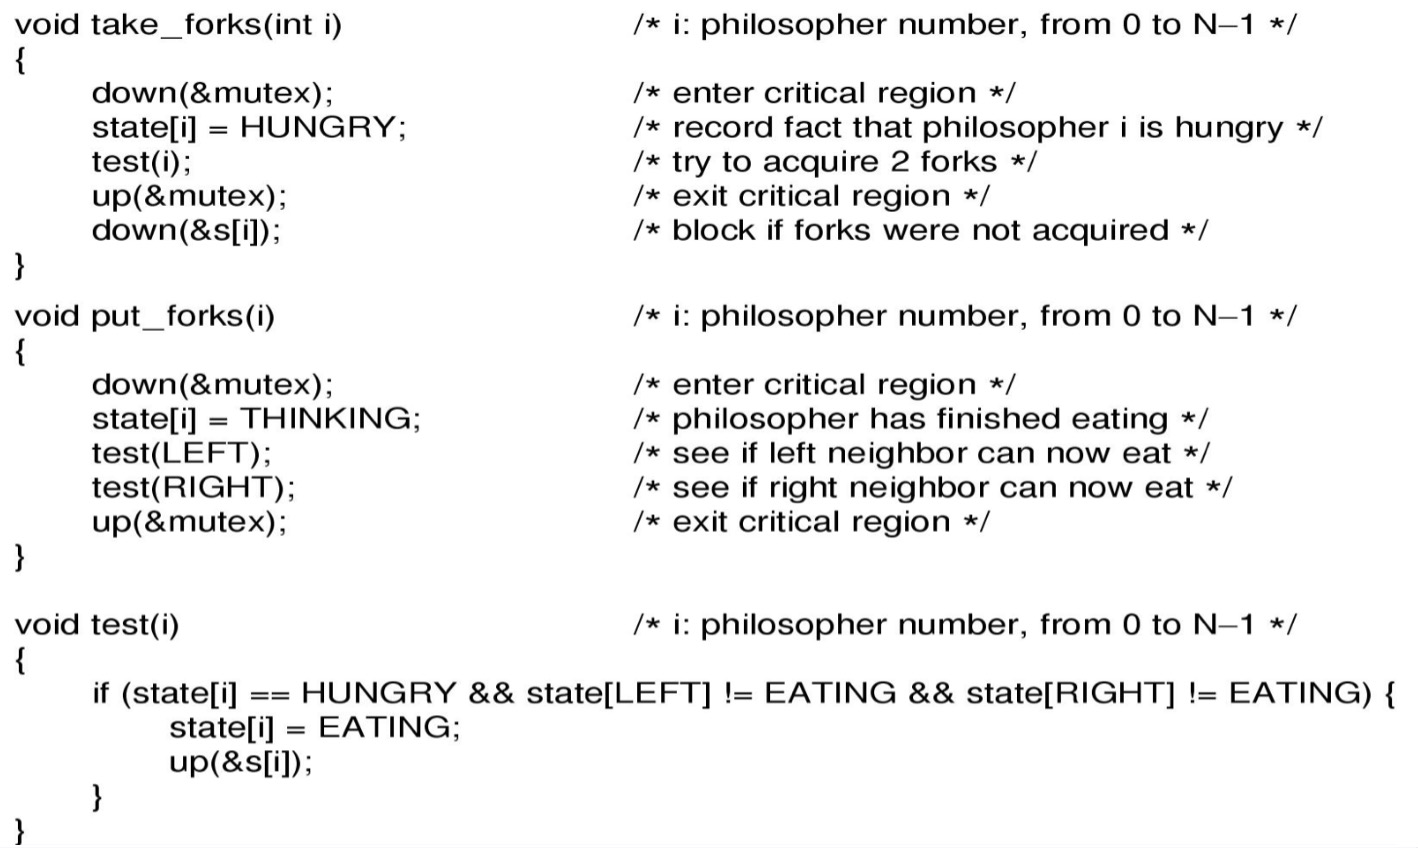 void take_forks(int i) /* i: philosopher number, from 0 to N–1 */
{
down(&mutex); /* enter critical region */
state[i] = HUNGRY; /* record fact that philosopher i is hungry */
test(i); /* try to acquire 2 forks */
up(&mutex); /* exit critical region */
down(&s[i]); /* block if forks were not acquired */
}
void put_forks(i) /* i: philosopher number, from 0 to N–1 */
{
down(&mutex); /* enter critical region */
state[i] = THINKING; /* philosopher has finished eating */
test(LEFT); /* see if left neighbor can now eat */
test(RIGHT); /* see if right neighbor can now eat */
up(&mutex); /* exit critical region */
}
void test(i) /* i: philosopher number, from 0 to N–1 */
{
if (state[i] == HUNGRY && state[LEFT] != EATING && state[RIGHT] != EATING) {
state[i] = EATING;
up(&s[i]);
}
}